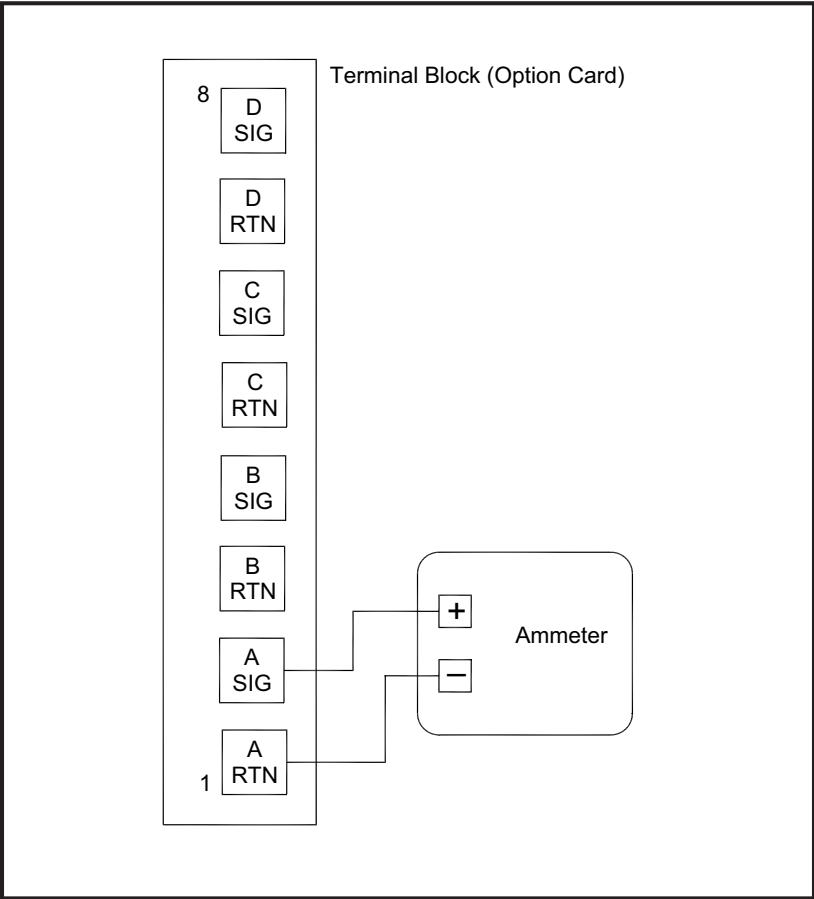 Terminal Block (Option Card)
8
D
SIG
D
RTN
C
SIG
C
RTN
B
SIG
B
RTN
+
Ammeter
A
SIG
−
A
RTN
1